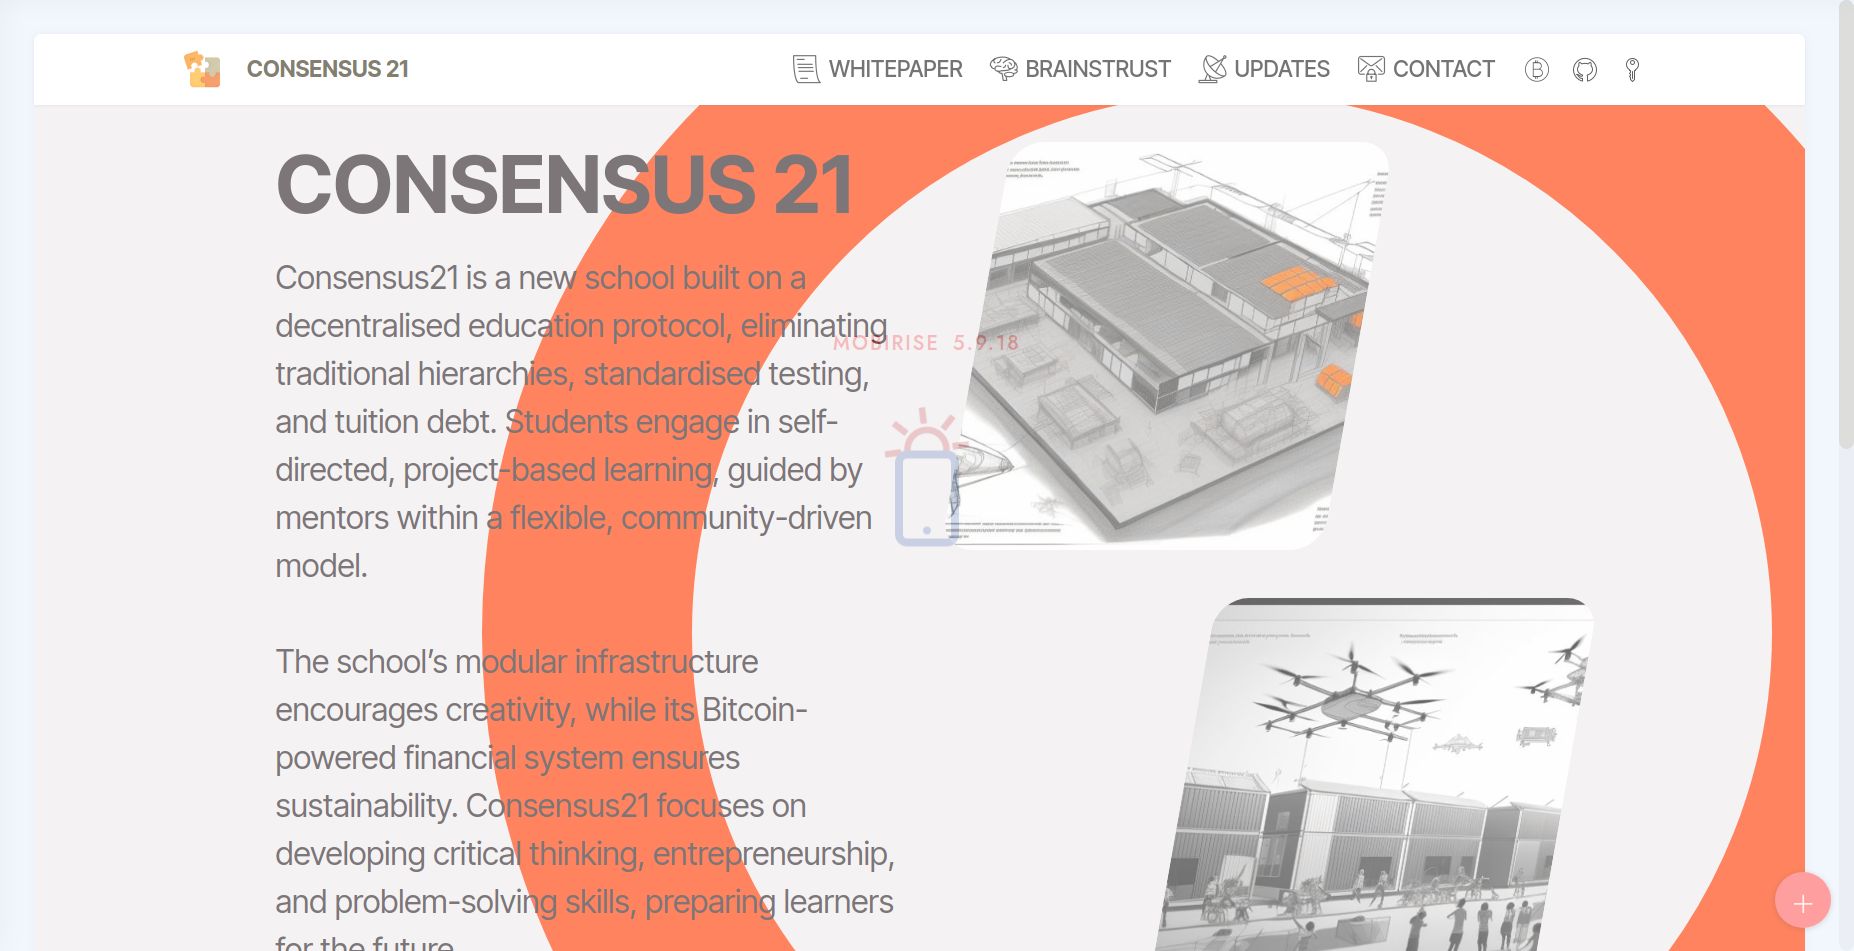 CONSENSUS 21
WHITEPAPER
BRAINSTRUST
UPDATES
CONTACT
CONSENSUS 21
Consensus21 is a new school built on a
decentralised education protocol, eliminating
traditional hierarchies, standardised testing,
and tuition debt. Students engage in self-
directed, project-based learning, guided by
mentors within a flexible, community-driven
model.
The school’s modular infrastructure
encourages creativity, while its Bitcoin-
powered financial system ensures
sustainability. Consensus21 focuses on
developing critical thinking, entrepreneurship,
and problem-solving skills, preparing learners
for the future.
MOBIRISE 5.9.18